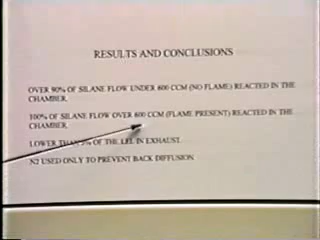 RESULTS AND CONCLUSIONS
OVER 90% OF SILANE FLOW UNDER 600 CCM (NO FLAME) REACTED IN THE
CHAMBER.
100% OF SILANE FLOW OVER 600 CCM (FLAME PRESENT) REACTED IN THE
CHAMBER.
LOWER THAN 5% OF THE LEL IN EXHAUST.
N2 USED ONLY TO PREVENT BACK DIFFUSION